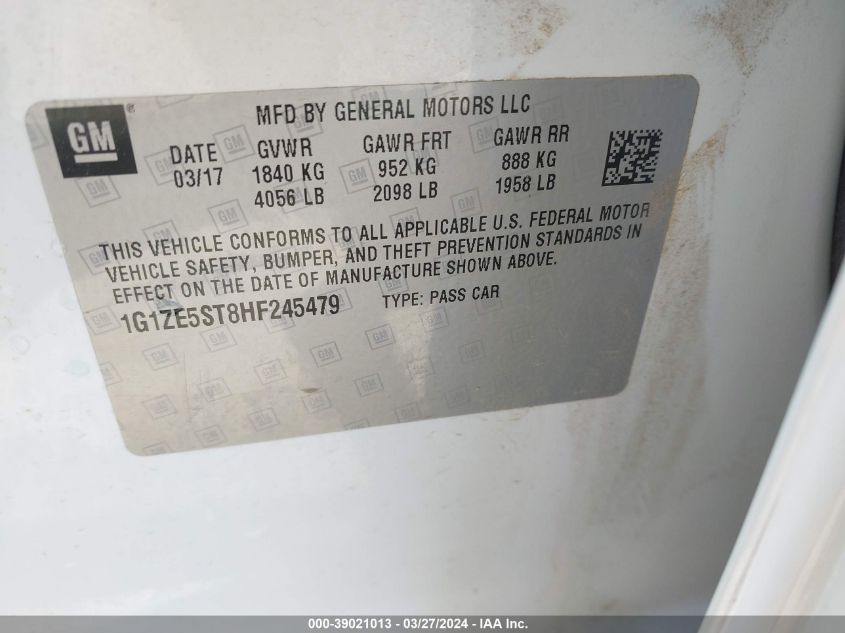 GM ®
MFD BY GENERAL MOTORS LLC
DATE GVWR GAWR FRT GAWR RR
03/17 1840 KG 952 KG 888 KG
4056 LB 2098 LB 1958 LB
THIS VEHICLE CONFORMS TO ALL APPLICABLE U.S. FEDERAL MOTOR
VEHICLE SAFETY, BUMPER, AND THEFT PREVENTION STANDARDS IN
EFFECT ON THE DATE OF MANUFACTURE SHOWN ABOVE.
1G1ZE5ST8HF245479 TYPE: PASS CAR
000-39021013 - 03/27/2024 - IAA Inc.